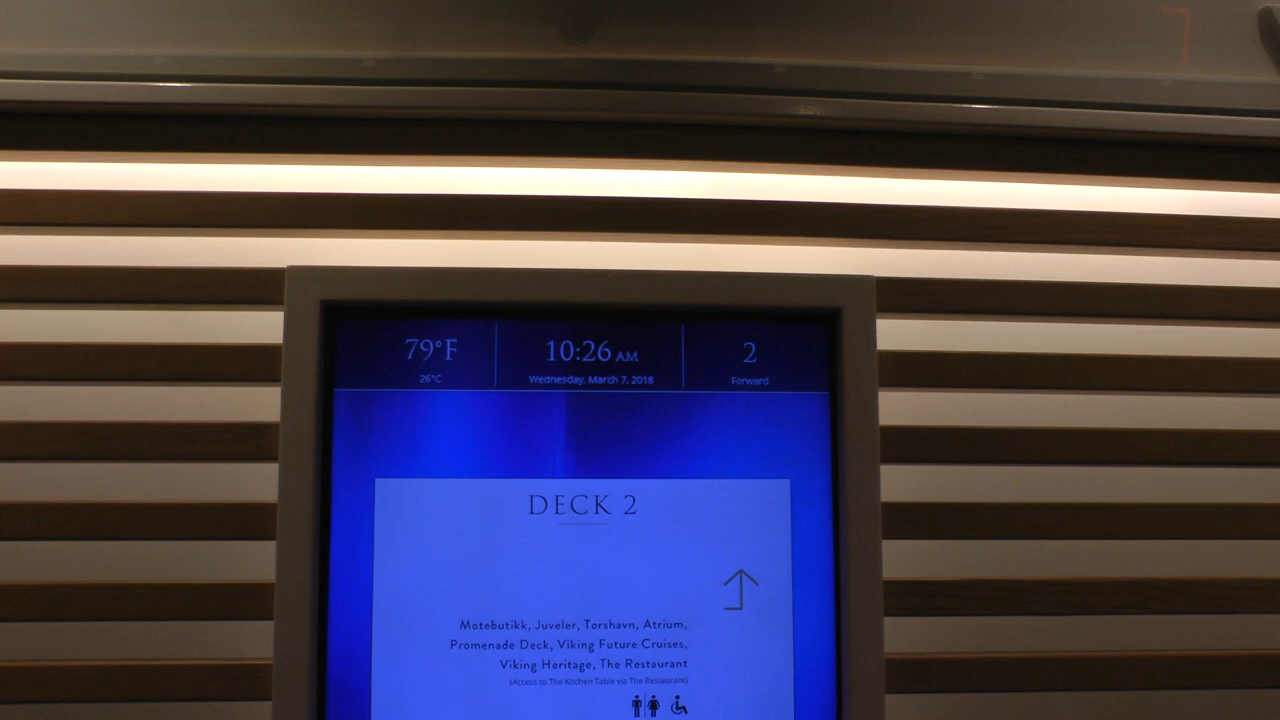 79°F 10:26 AM 2
26°C Wednesday, March 7, 2018 Forward
DECK 2
Motebutikk, Juveler, Torshavn, Atrium,
Promenade Deck, Viking Future Cruises,
Viking Heritage, The Restaurant
(Access to The Kitchen Table via The Restaurant)